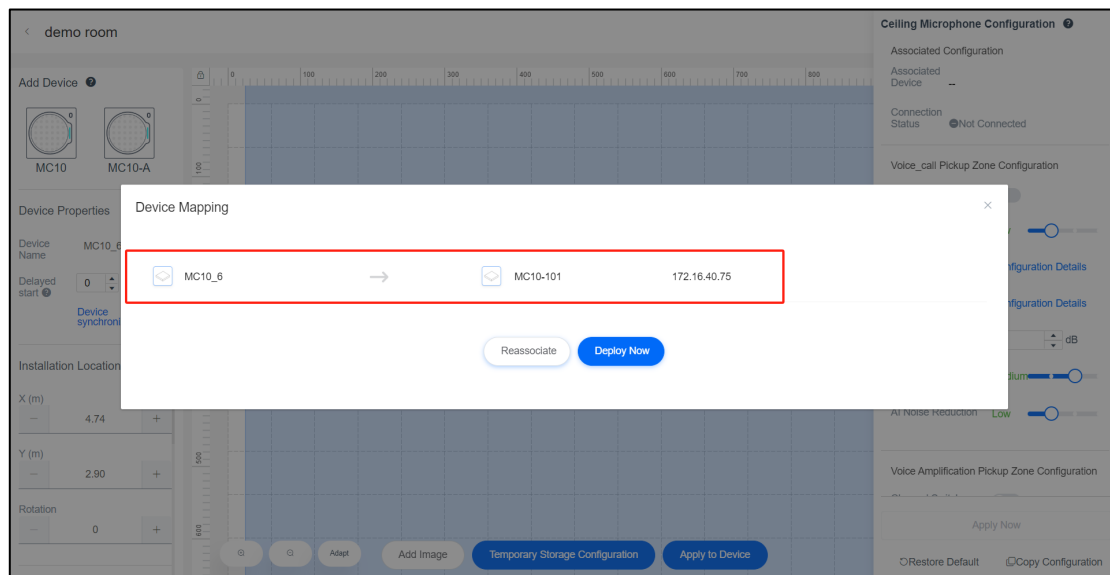 demo room
Add Device
MC10
MC10-A
Device Properties
Device Name
MC10_6
Delayed start
0
Device
synchroni
Installation Location
X (m)
4.74
Y (m)
2.90
Rotation
0
0 100 200 300 400 500 600 700 800
0
100
500
600
Device Mapping
MC10_6
MC10-101
172.16.40.75
Reassociate
Deploy Now
Adapt
Add Image
Temporary Storage Configuration
Apply to Device
Ceiling Microphone Configuration
Associated Configuration
Associated
Device
--
Connection
Status
Not Connected
Voice_call Pickup Zone Configuration
nfiguration Details
nfiguration Details
dB
dium
AI Noise Reduction
Low
Voice Amplification Pickup Zone Configuration
Apply Now
Restore Default
Copy Configuration